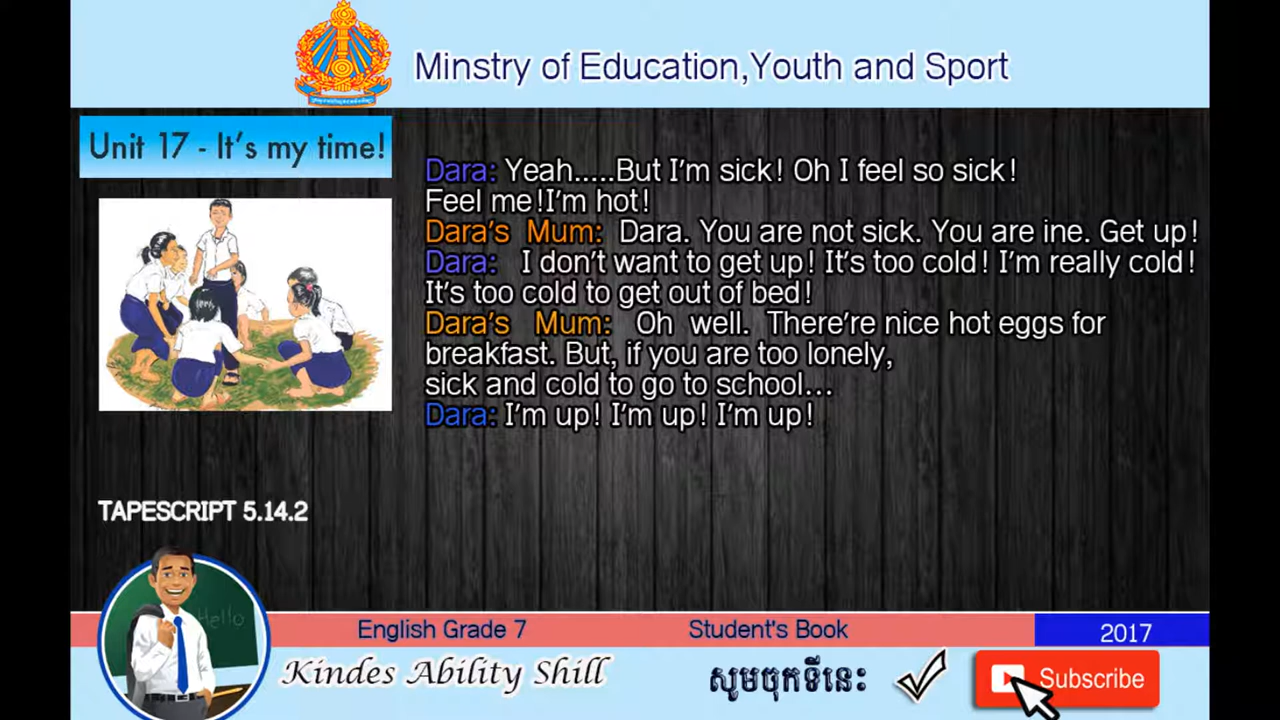 Minstry of Education,Youth and Sport
Unit 17 - It's my time!
Dara: Yeah.....But I'm sick! Oh I feel so sick!
Feel me!I'm hot!
Dara's Mum: Dara. You are not sick. You are ine. Get up!
Dara: I don't want to get up! It's too cold! I'm really cold!
It's too cold to get out of bed!
Dara's Mum: Oh well. There're nice hot eggs for
breakfast. But, if you are too lonely,
sick and cold to go to school...
Dara: I'm up! I'm up! I'm up!
TAPESCRIPT 5.14.2
Hello
English Grade 7
Student's Book
2017
Kindes Ability Shill
សូមចុកទីនេះ
Subscribe